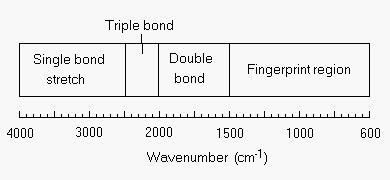 Triple bond
Single bond
stretch
Double
bond
Fingerprint region
4000 3000 2000 1500 1000 600
Wavenumber (cm⁻¹)